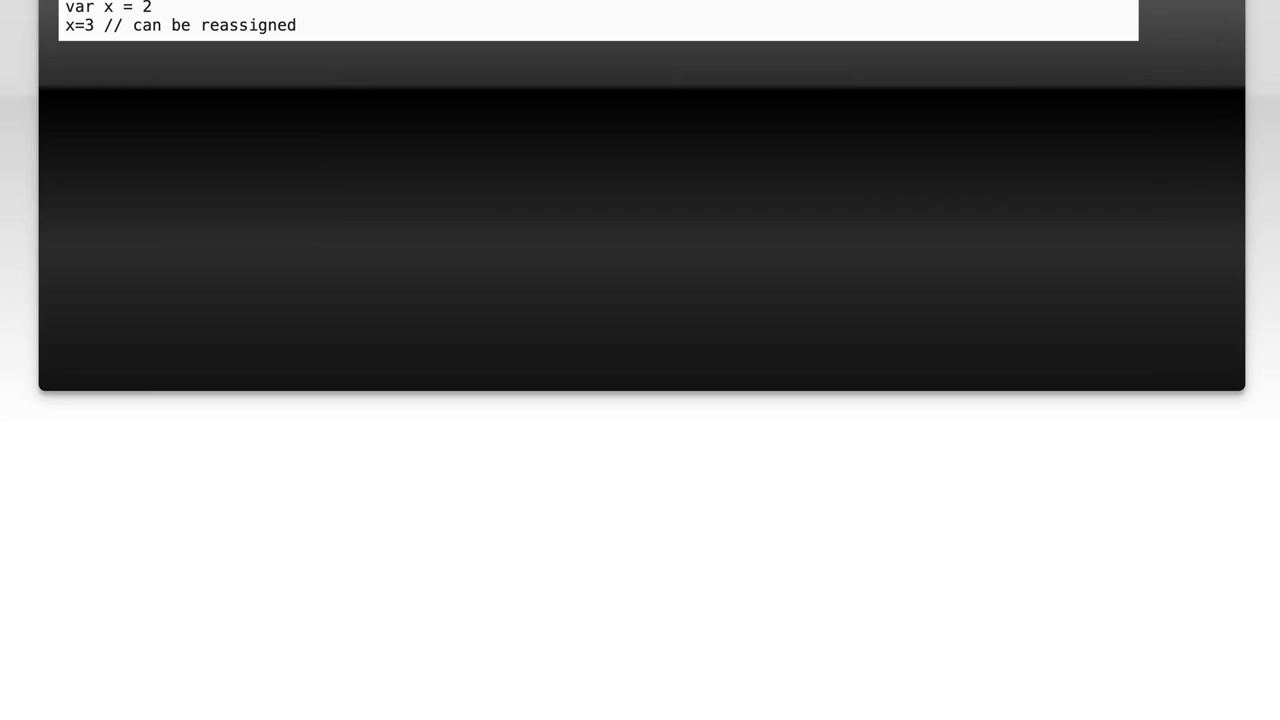 var x = 2
x=3 // can be reassigned